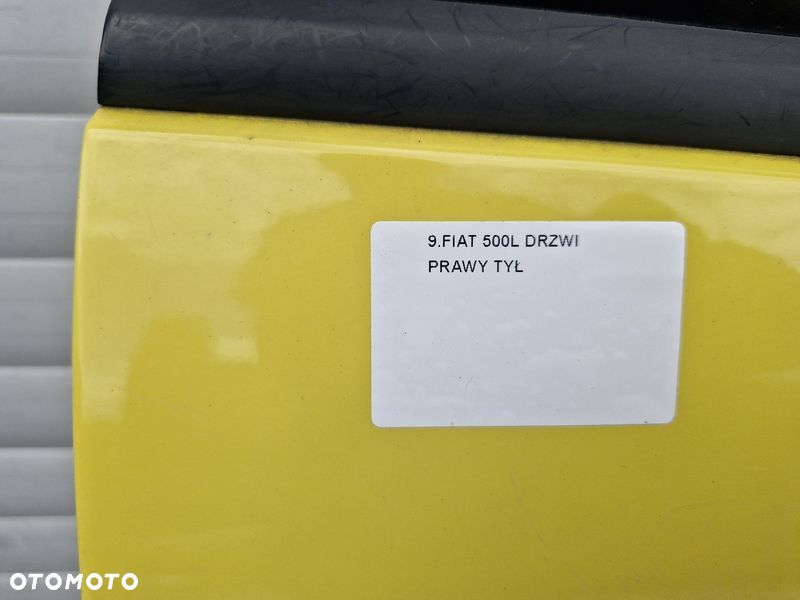 9.FIAT 500L DRZWI
PRAWY TYŁ
OTOMOTO